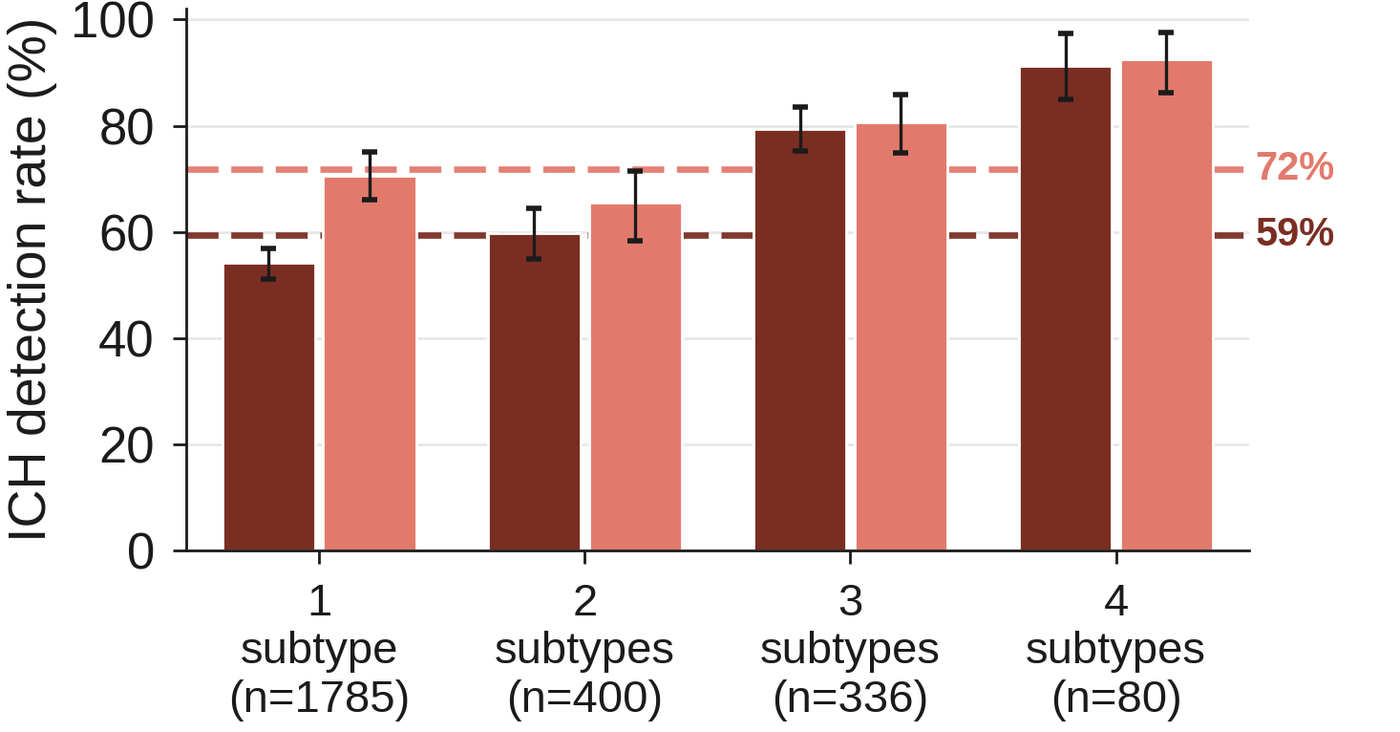 ICH detection rate (%)
100
80
60
40
20
0
72%
59%
1
subtype
(n=1785)
2
subtypes
(n=400)
3
subtypes
(n=336)
4
subtypes
(n=80)